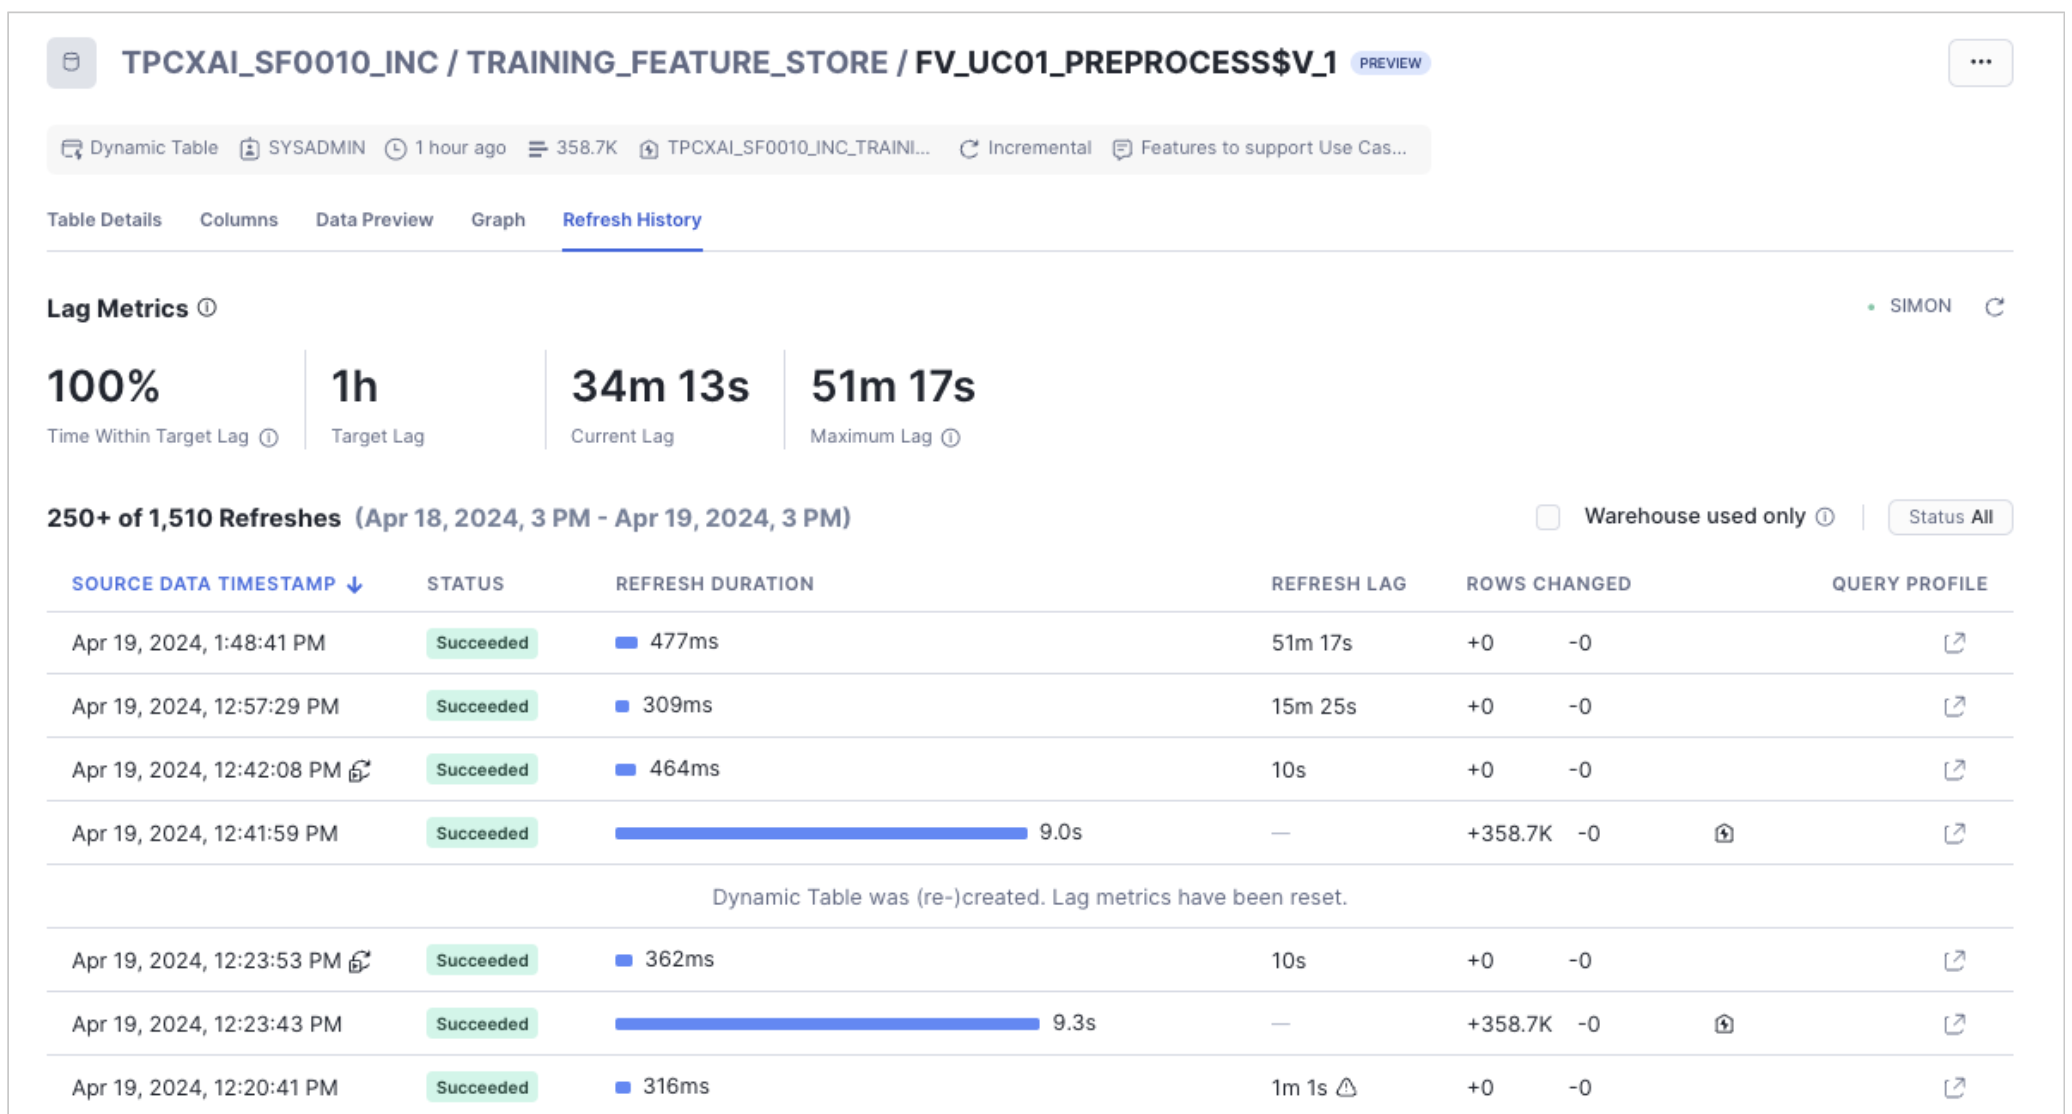 TPCXAI_SF0010_INC / TRAINING_FEATURE_STORE / FV_UC01_PREPROCESS$V_1 PREVIEW
Dynamic Table SYSADMIN 1 hour ago 358.7K TPCXAI_SF0010_INC_TRAINI... Incremental Features to support Use Cas...
Table Details Columns Data Preview Graph Refresh History
Lag Metrics SIMON
100% 1h 34m 13s 51m 17s
Time Within Target Lag Target Lag Current Lag Maximum Lag
250+ of 1,510 Refreshes (Apr 18, 2024, 3 PM - Apr 19, 2024, 3 PM) Warehouse used only Status All
SOURCE DATA TIMESTAMP STATUS REFRESH DURATION REFRESH LAG ROWS CHANGED QUERY PROFILE
Apr 19, 2024, 1:48:41 PM Succeeded 477ms 51m 17s +0 -0
Apr 19, 2024, 12:57:29 PM Succeeded 309ms 15m 25s +0 -0
Apr 19, 2024, 12:42:08 PM Succeeded 464ms 10s +0 -0
Apr 19, 2024, 12:41:59 PM Succeeded 9.0s — +358.7K -0
Dynamic Table was (re-)created. Lag metrics have been reset.
Apr 19, 2024, 12:23:53 PM Succeeded 362ms 10s +0 -0
Apr 19, 2024, 12:23:43 PM Succeeded 9.3s — +358.7K -0
Apr 19, 2024, 12:20:41 PM Succeeded 316ms 1m 1s +0 -0